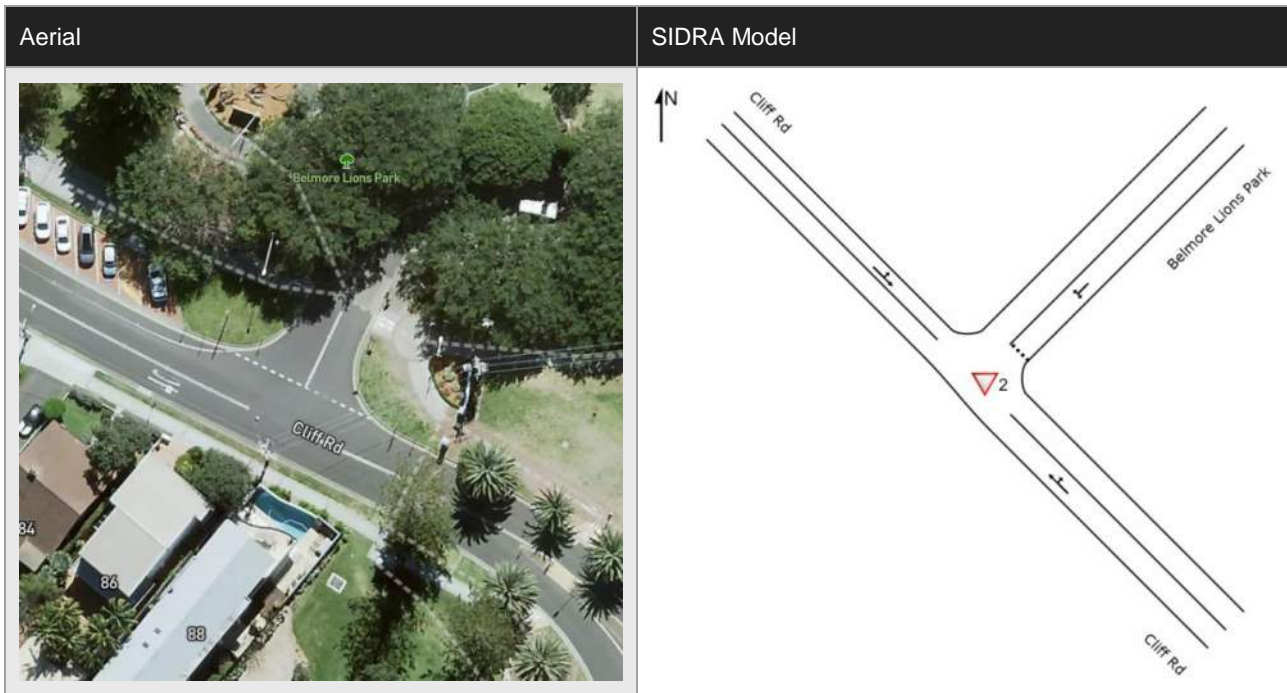 Aerial
SIDRA Model
Belmore Lions Park
Cliff Rd
84
86
88
N
Cliff Rd
Belmore Lions Park
2
Cliff Rd